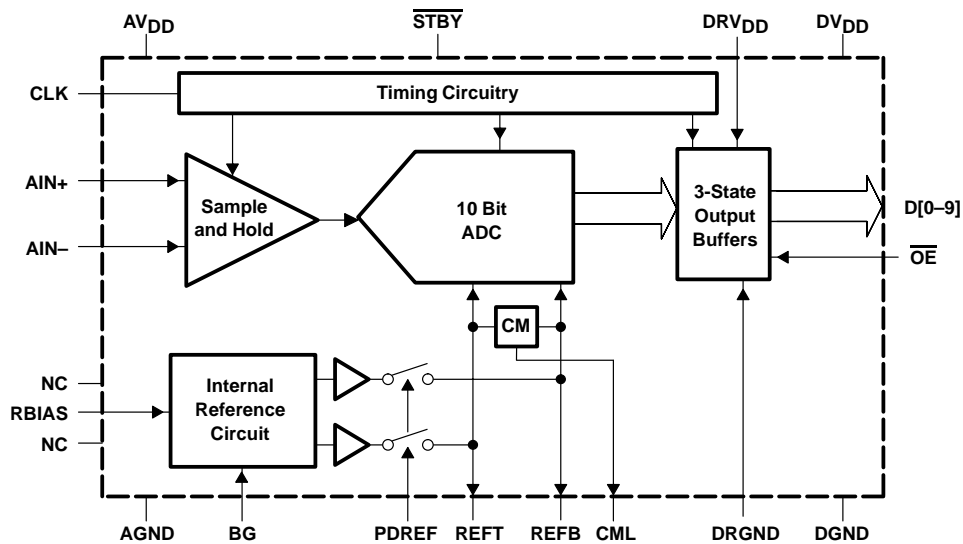 AVDD
STBY
DRVDD
DVDD
CLK
Timing Circuitry
AIN+
Sample
and Hold
10 Bit
ADC
3-State
Output
Buffers
D[0–9]
AIN–
OE
CM
NC
RBIAS
NC
Internal
Reference
Circuit
AGND
BG
PDREF
REFT
REFB
CML
DRGND
DGND